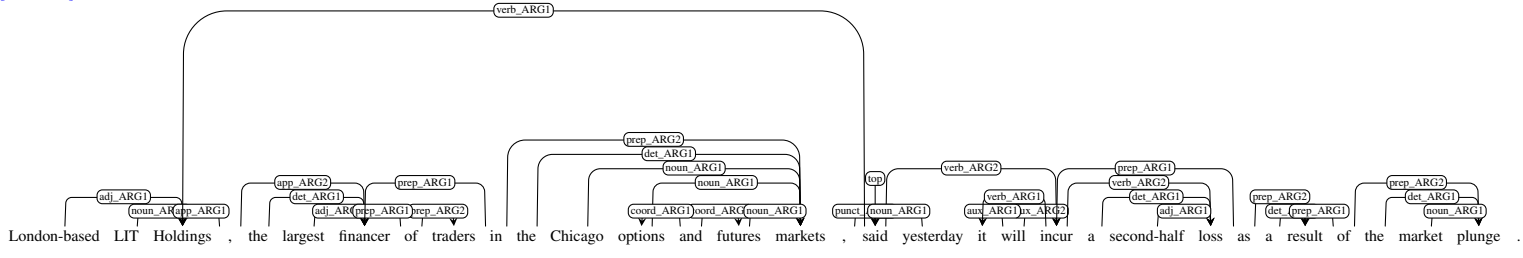 verb_ARG1
prep_ARG2
det_ARG1
noun_ARG1 verb_ARG2 prep_ARG1
top
app_ARG2 prep_ARG1 noun_ARG1 verb_ARG2 prep_ARG2
adj_ARG1 det_ARG1 verb_ARG1 det_ARG1 prep_ARG2 det_ARG1
app_ARG1 prep_ARG1 prep_ARG2 coord_ARG1 noun_ARG1 noun_ARG1 aux_ARG1 adj_ARG1 prep_ARG1 noun_ARG1
London-based LIT Holdings , the largest financer of traders in the Chicago options and futures markets , said yesterday it will incur a second-half loss as a result of the market plunge .